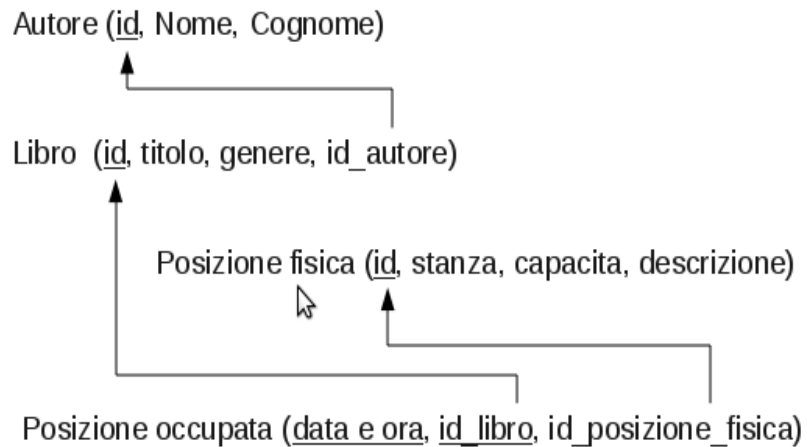 Autore (id, Nome, Cognome)
Libro (id, titolo, genere, id_autore)
Posizione fisica (id, stanza, capacita, descrizione)
Posizione occupata (data e ora, id_libro, id_posizione_fisica)